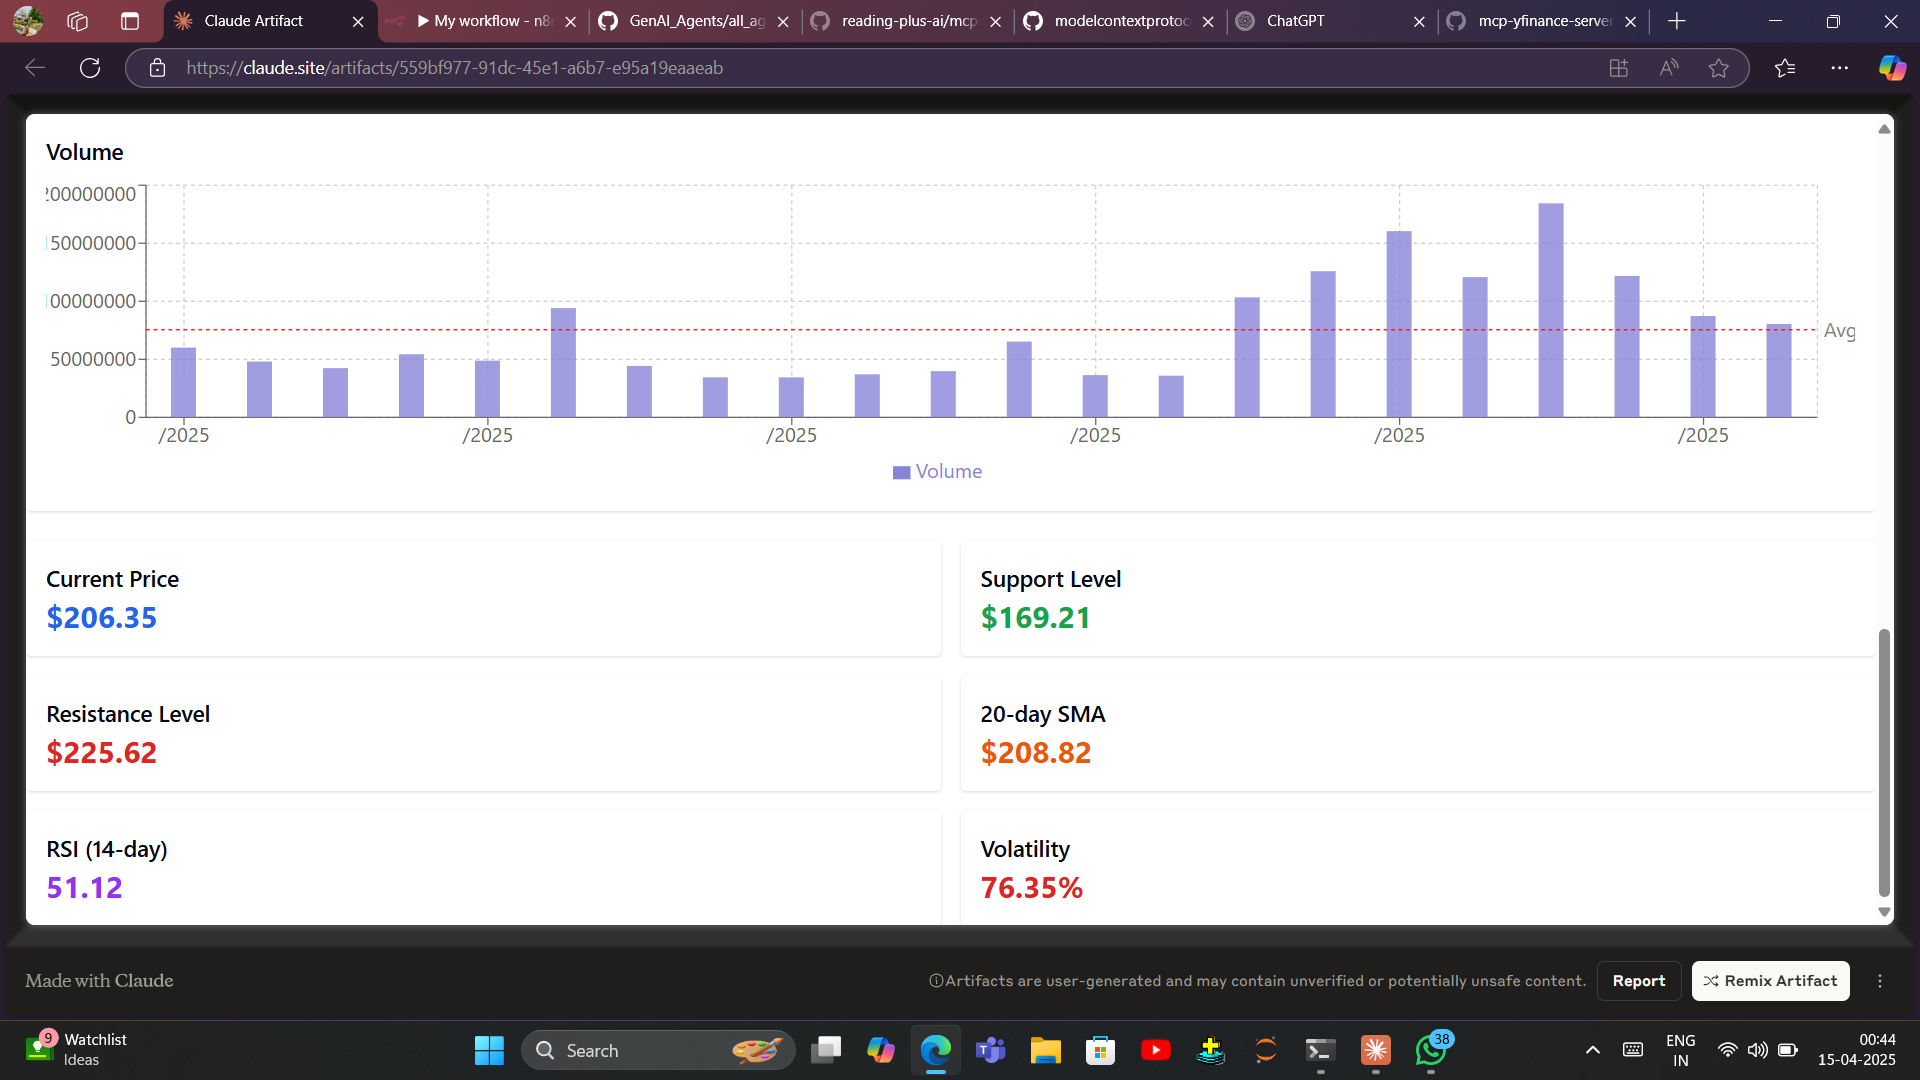 Claude Artifact
My workflow - n8
GenAI_Agents/all_ag
reading-plus-ai/mcp
modelcontextprotoc
ChatGPT
mcp-yfinance-server
https://claude.site/artifacts/559bf977-91dc-45e1-a6b7-e95a19eaaeab
Volume
200000000
150000000
100000000
50000000
0
Avg
/2025 /2025 /2025 /2025 /2025 /2025
Volume
Current Price
$206.35
Support Level
$169.21
Resistance Level
$225.62
20-day SMA
$208.82
RSI (14-day)
51.12
Volatility
76.35%
Made with Claude
Artifacts are user-generated and may contain unverified or potentially unsafe content.
Report
Remix Artifact
9
Watchlist
Ideas
Search
38
ENG
IN
00:44
15-04-2025